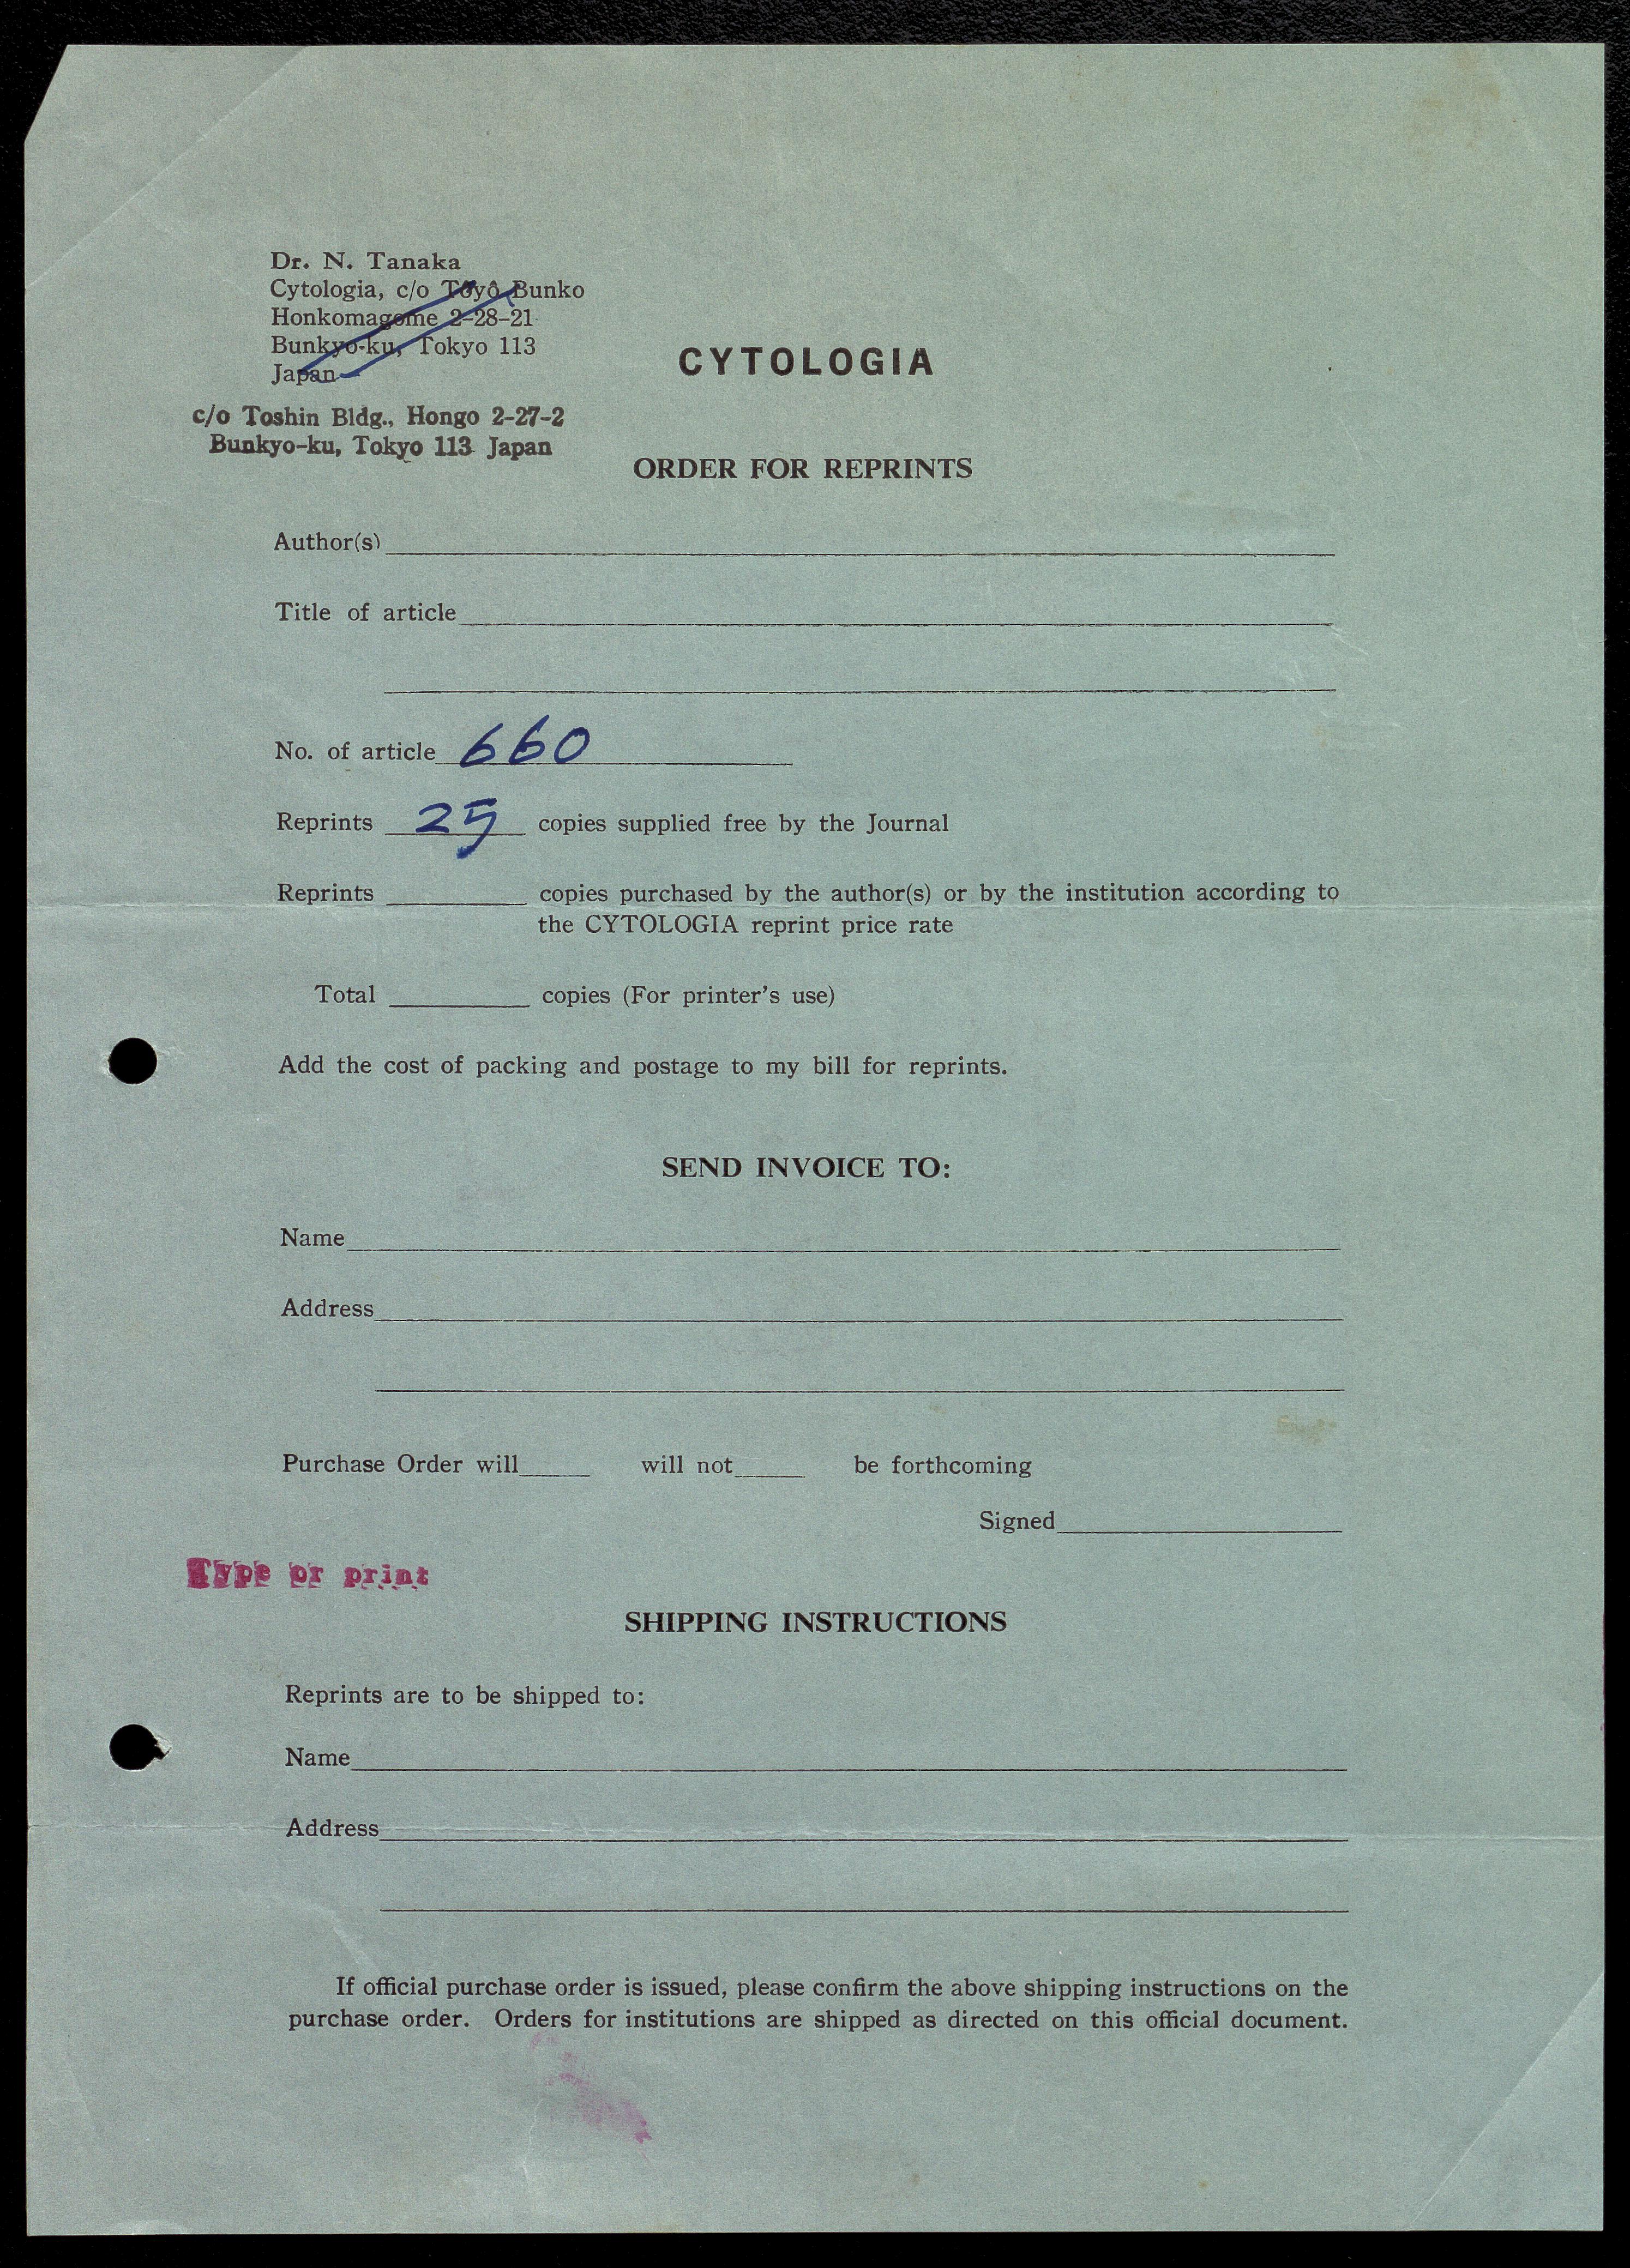 Dr. N. Tanaka
Cytologia, c/o Tôyô Bunko
Honkomagome 2-28-21
Bunkyo-ku, Tokyo 113
Japan
c/o Toshin Bldg., Hongo 2-27-2
Bunkyo-ku, Tokyo 113 Japan
CYTOLOGIA
ORDER FOR REPRINTS
Author(s)
Title of article
No. of article 660
Reprints 25 copies supplied free by the Journal
Reprints copies purchased by the author(s) or by the institution according to
the CYTOLOGIA reprint price rate
Total copies (For printer's use)
Add the cost of packing and postage to my bill for reprints.
SEND INVOICE TO:
Name
Address
Purchase Order will will not be forthcoming
Signed
Type or print
SHIPPING INSTRUCTIONS
Reprints are to be shipped to:
Name
Address
If official purchase order is issued, please confirm the above shipping instructions on the
purchase order. Orders for institutions are shipped as directed on this official document.